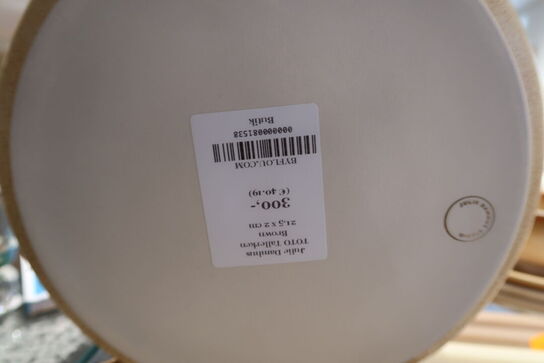 Julie Damhus
TOTO Tallerken
Brown
21,5 x 2 cm
300,-
(€ 40.19)
BYFLOU.COM
0000000081538
Butik